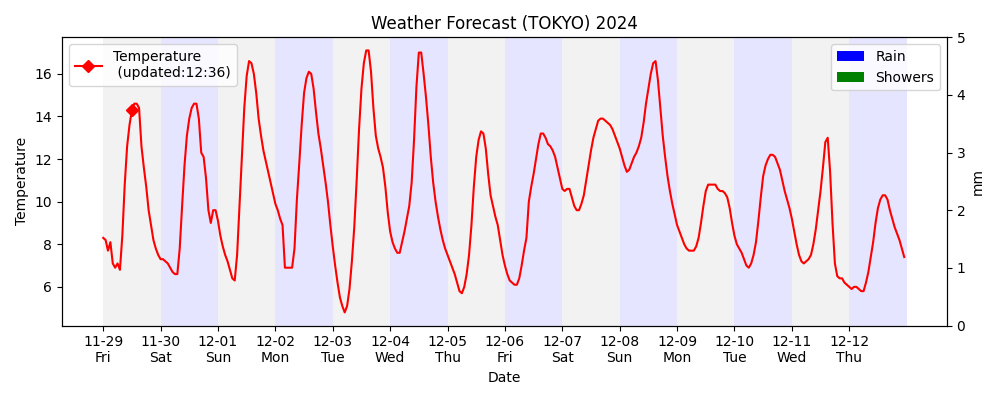 Weather Forecast (TOKYO) 2024
Temperature
(updated:12:36)
Rain
Showers
Temperature
16
14
12
10
8
6
5
4
3
2
1
0
mm
11-29 11-30 12-01 12-02 12-03 12-04 12-05 12-06 12-07 12-08 12-09 12-10 12-11 12-12
Fri Sat Sun Mon Tue Wed Thu Fri Sat Sun Mon Tue Wed Thu
Date